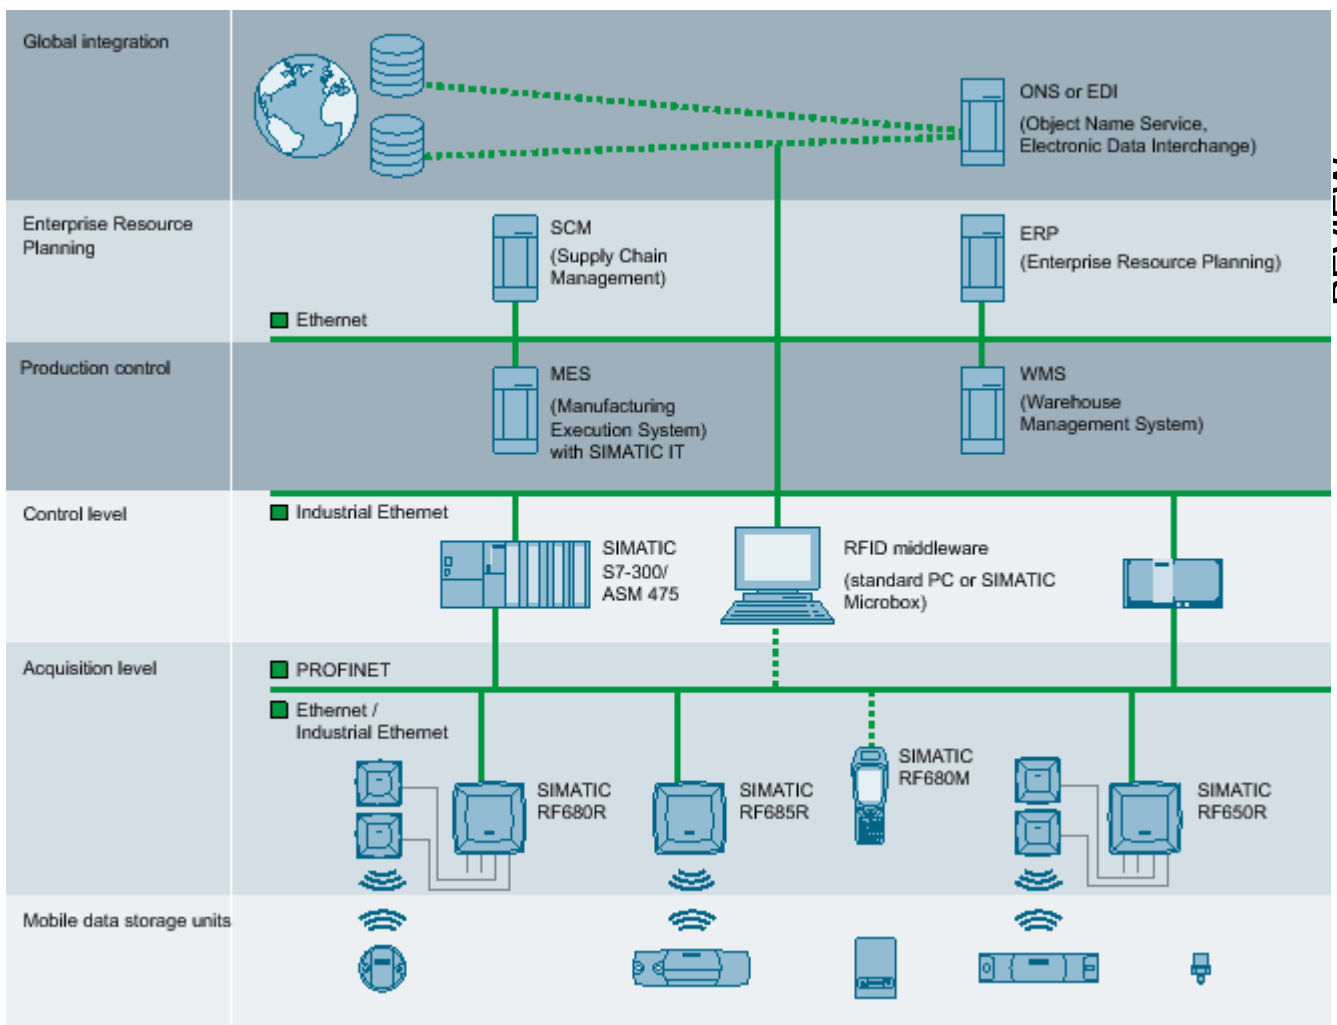 Global integration
ONS or EDI
(Object Name Service,
Electronic Data Interchange)
Enterprise Resource
Planning
SCM
(Supply Chain
Management)
ERP
(Enterprise Resource Planning)
Ethernet
Production control
MES
(Manufacturing
Execution System)
with SIMATIC IT
WMS
(Warehouse
Management System)
Control level
Industrial Ethernet
SIMATIC
S7-300/
ASM 475
RFID middleware
(standard PC or SIMATIC
Microbox)
Acquisition level
PROFINET
Ethernet /
Industrial Ethernet
SIMATIC
RF680R
SIMATIC
RF685R
SIMATIC
RF680M
SIMATIC
RF650R
Mobile data storage units